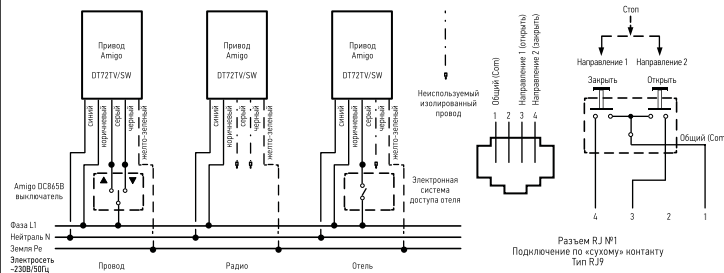 Привод
Amigo
DT72TV/SW
синий
коричневый
серый
черный
желто-зеленый
Привод
Amigo
DT72TV/SW
синий
коричневый
серый
черный
желто-зеленый
Привод
Amigo
DT72TV/SW
синий
коричневый
серый
черный
желто-зеленый
Неиспользуемый
изолированный
провод
Amigo DC865B
выключатель
Электронная
система
доступа отеля
Фаза L1
Нейтраль N
Земля Pe
Электросеть
~230В/50Гц
Провод
Радио
Отель
Общий (Com)
Направление 1 (открыть)
Направление 2 (закрыть)
1 2 3 4
Стоп
Направление 1 Направление 2
Закрыть Открыть
Общий (Com
4 3 2 1
Разъем RJ №1
Подключение по «сухому» контакту
Тип RJ9